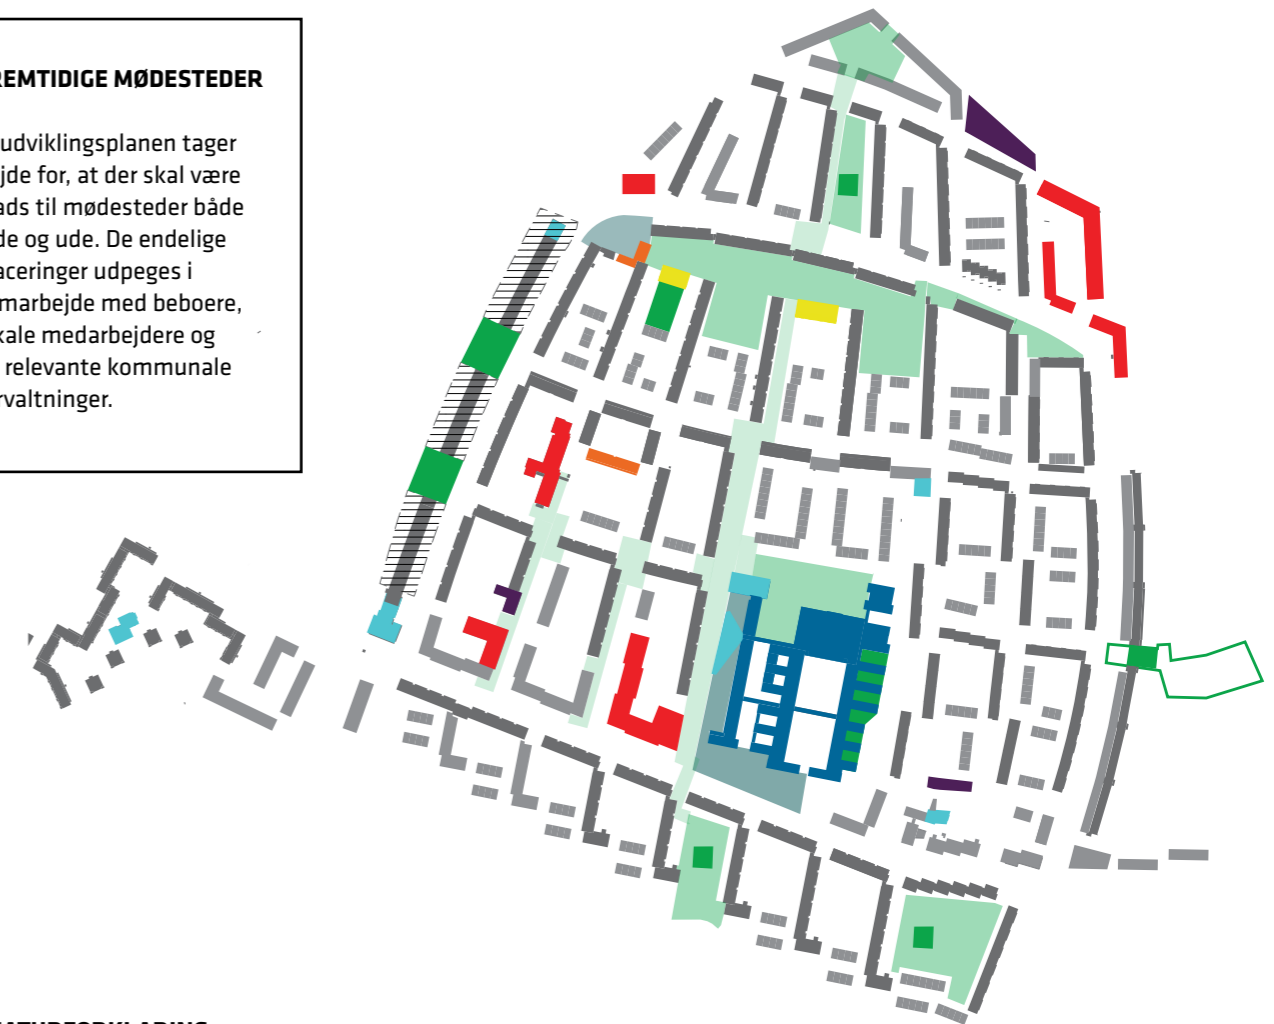 REMTIDIGE MØDESTEDER
udviklingsplanen tager
jde for, at der skal være
ads til mødesteder både
de og ude. De endelige
aceringer udpeges i
marbejde med beboere,
kale medarbejdere og
relevante kommunale
rvaltninger.